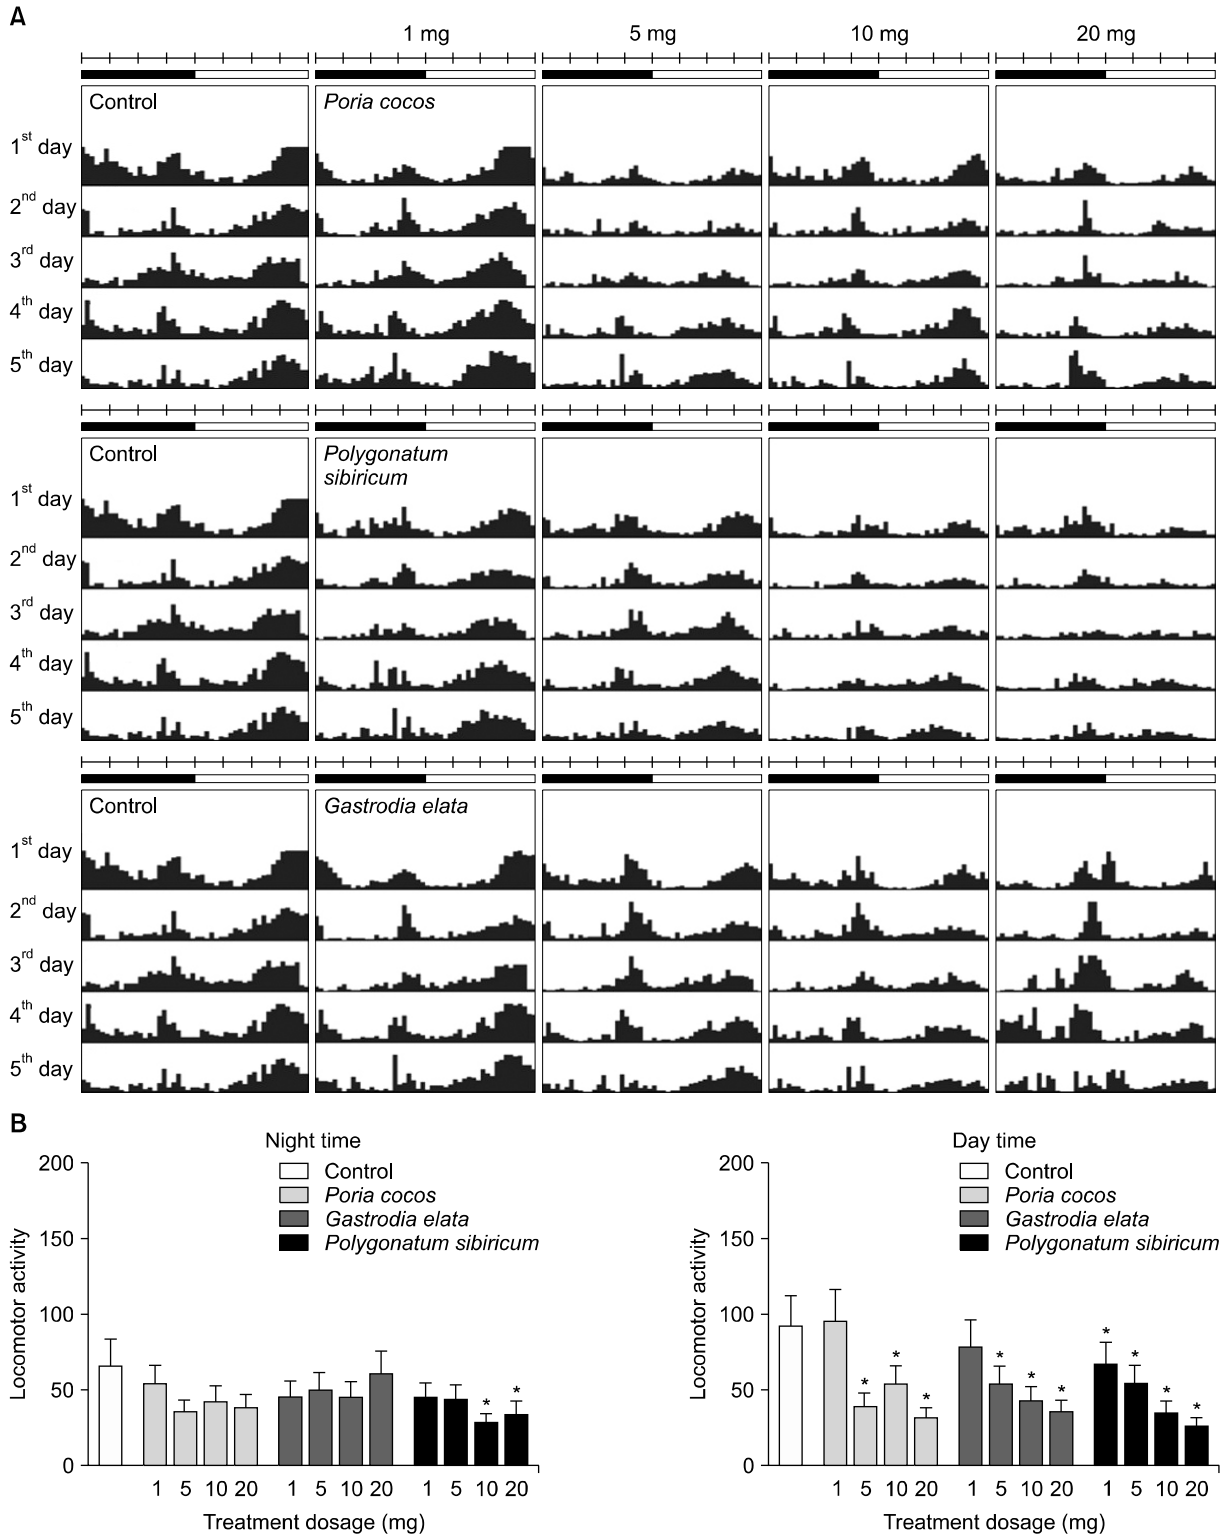 A
1 mg 5 mg 10 mg 20 mg
Control Poria cocos
1st day
2nd day
3rd day
4th day
5th day
Control Polygonatum
sibiricum
1st day
2nd day
3rd day
4th day
5th day
Control Gastrodia elata
1st day
2nd day
3rd day
4th day
5th day
B
Night time
Control
Poria cocos
Gastrodia elata
Polygonatum sibiricum
200
150
100
50
0
Locomotor activity
* *
1 5 10 20 1 5 10 20 1 5 10 20
Treatment dosage (mg)
Day time
Control
Poria cocos
Gastrodia elata
Polygonatum sibiricum
200
150
100
50
0
Locomotor activity
* * * * * * * * * *
1 5 10 20 1 5 10 20 1 5 10 20
Treatment dosage (mg)